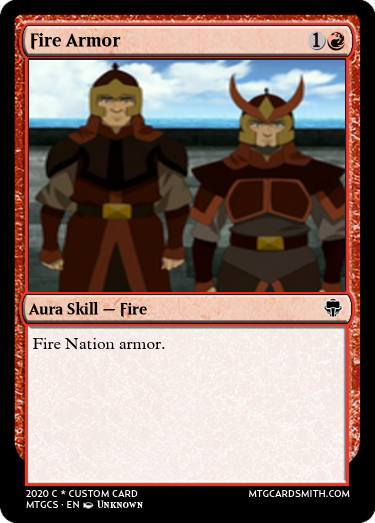 Fire Armor 1
Aura Skill — Fire
Fire Nation armor.
2020 C * CUSTOM CARD MTGCARDSMITH.COM
MTGCS · EN Unknown